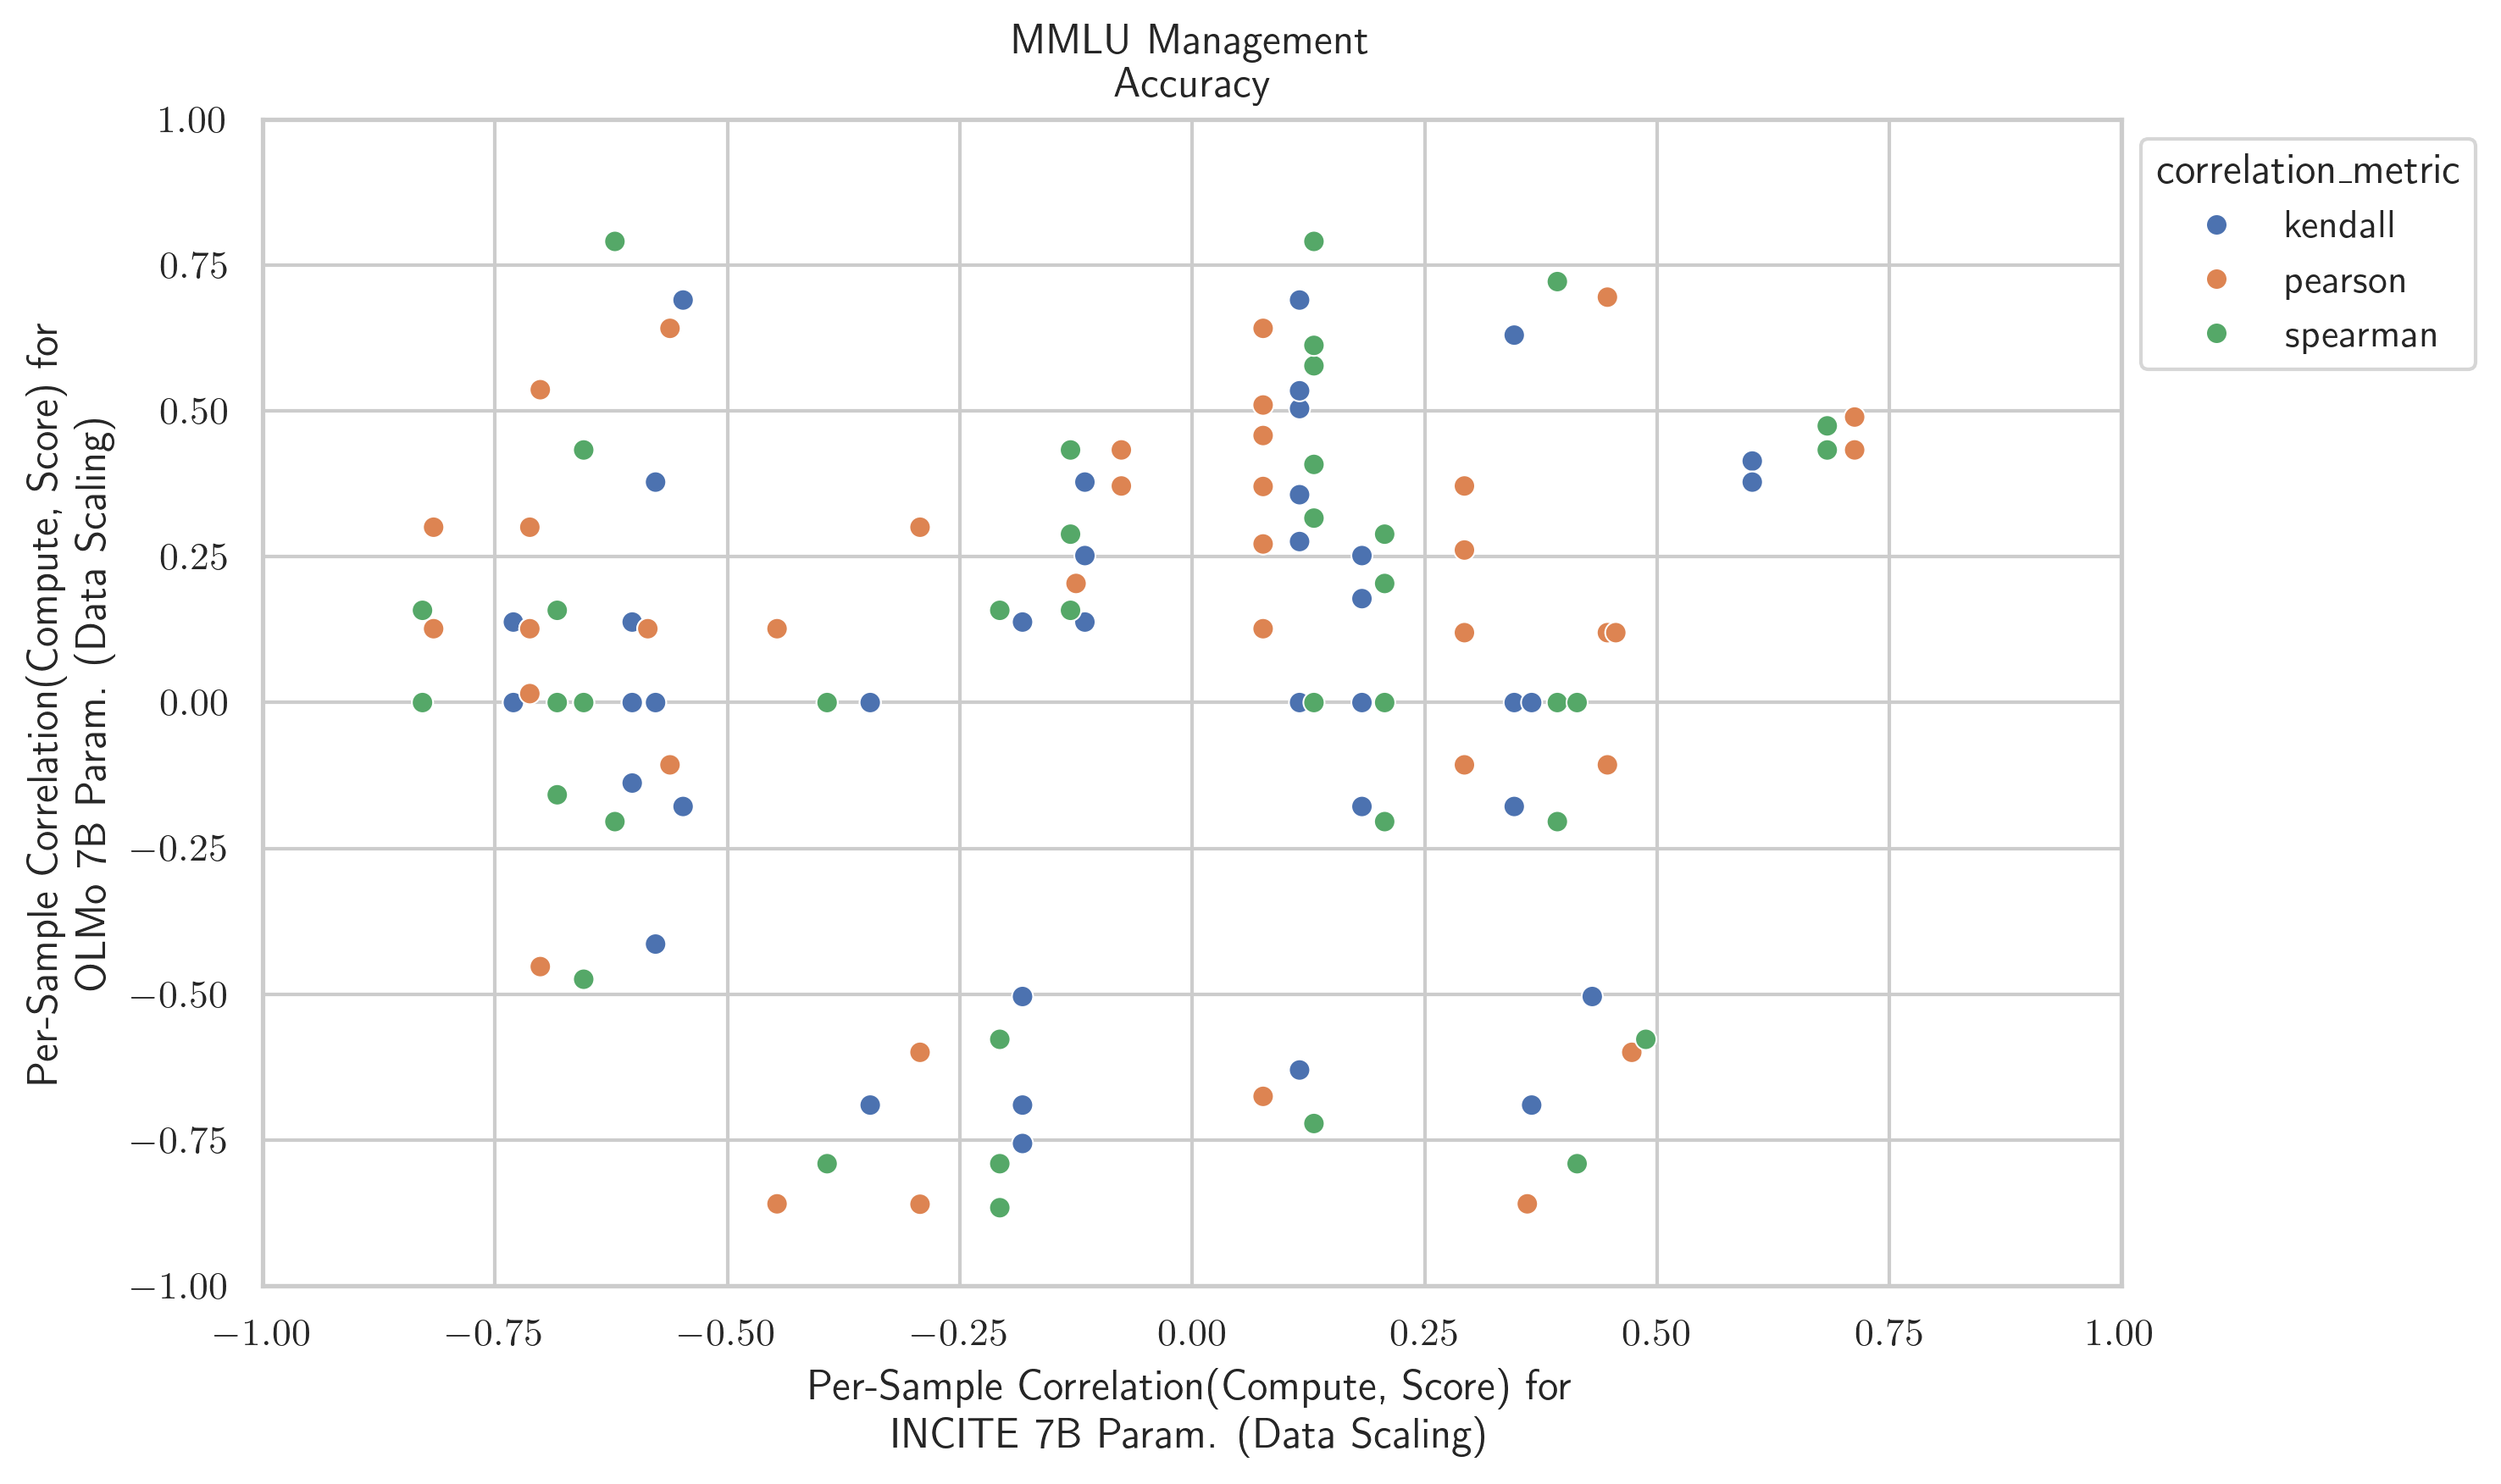 MMLU Management
Accuracy
1.00
0.75
0.50
0.25
0.00
−0.25
−0.50
−0.75
−1.00
Per-Sample Correlation(Compute, Score) for
OLMo 7B Param. (Data Scaling)
−1.00 −0.75 −0.50 −0.25 0.00 0.25 0.50 0.75 1.00
Per-Sample Correlation(Compute, Score) for
INCITE 7B Param. (Data Scaling)
correlation_metric
kendall
pearson
spearman